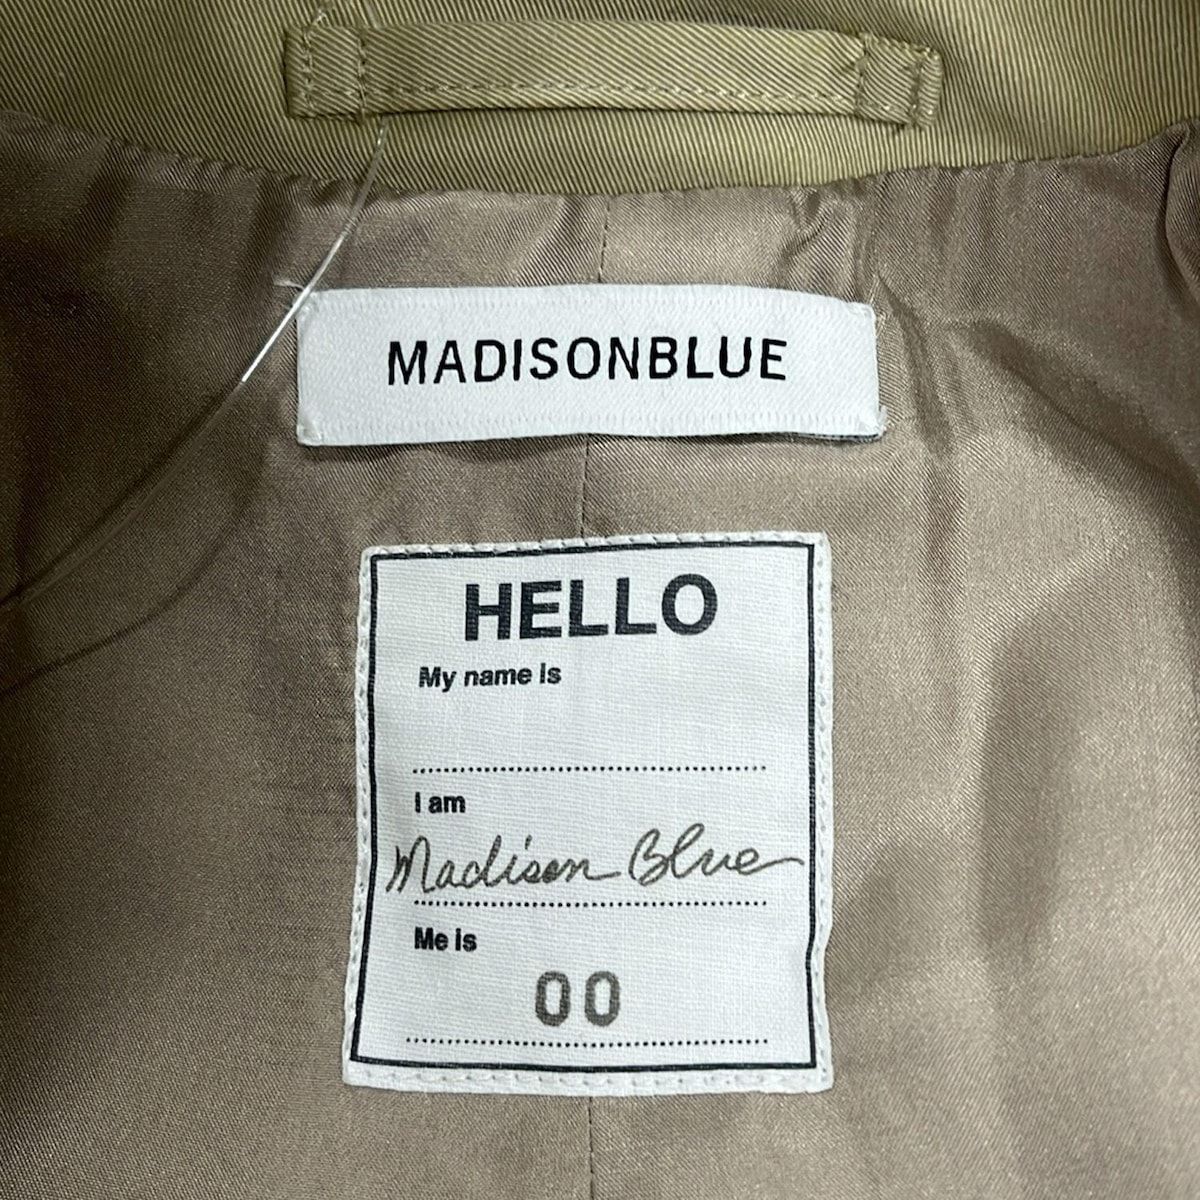 MADISONBLUE
HELLO
My name is
I am
Madison Blue
Me is
00